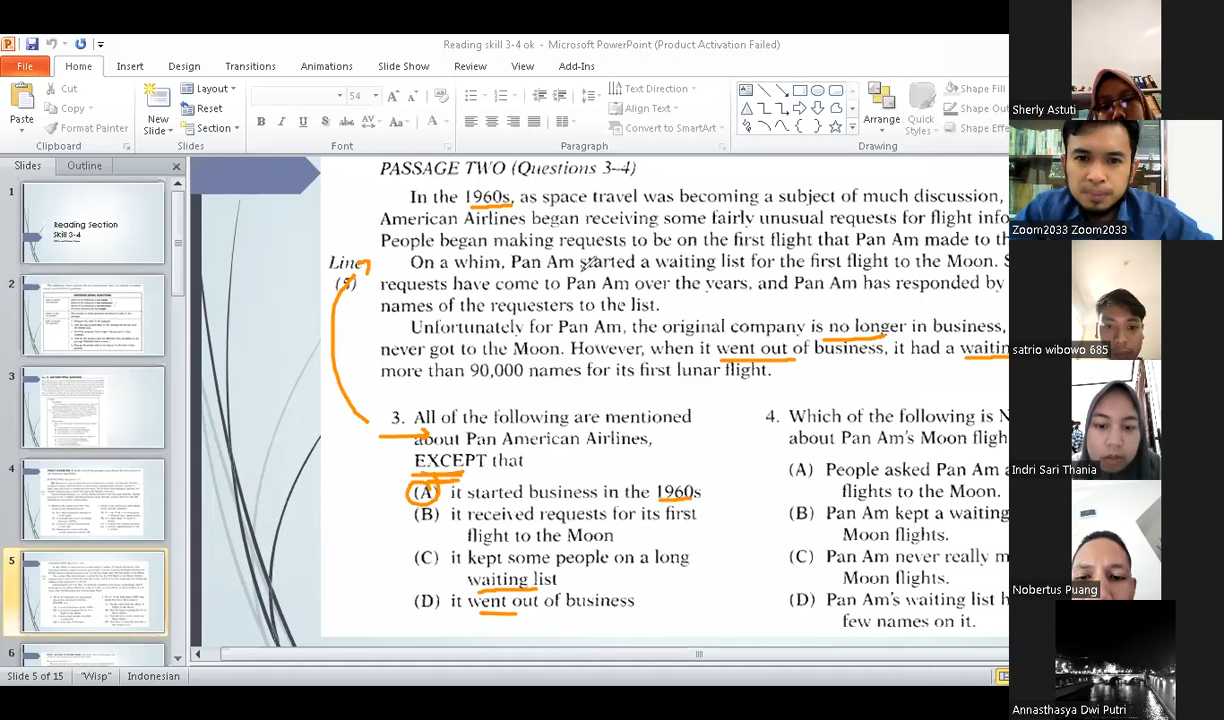 Reading skill 3-4 ok - Microsoft PowerPoint (Product Activation Failed)
File Home Insert Design Transitions Animations Slide Show Review View Add-Ins
Paste
Cut
Copy
Format Painter
Clipboard
New
Slide
Layout
Reset
Section
Slides
54
Font
Text Direction
Align Text
Convert to SmartArt
Paragraph
Arrange
Quick
Styles
Shape Fill
Shape Ou
Shape Effe
Drawing
Slides Outline
1
Reading Section
Skill 3-4
2
3
4
5
6
PASSAGE TWO (Questions 3–4)
In the 1960s, as space travel was becoming a subject of much discussion,
American Airlines began receiving some fairly unusual requests for flight info
People began making requests to be on the first flight that Pan Am made to th
Line On a whim, Pan Am started a waiting list for the first flight to the Moon. S
(5) requests have come to Pan Am over the years, and Pan Am has responded by
names of the requesters to the list.
Unfortunately for Pan Am, the original company is no longer in business,
never got to the Moon. However, when it went out of business, it had a waitin
more than 90,000 names for its first lunar flight.
3. All of the following are mentioned
about Pan American Airlines,
EXCEPT that
(A) it started business in the 1960s
(B) it received requests for its first
flight to the Moon
(C) it kept some people on a long
waiting list
(D) it went out of business
4. Which of the following is N
about Pan Am's Moon fligh
(A) People asked Pan Am a
flights to the Moon.
(B) Pan Am kept a waiting
Moon flights.
(C) Pan Am never really m
Moon flights.
(D) Pan Am's waiting list h
few names on it.
Slide 5 of 15 "Wisp" Indonesian
Sherly Astuti
Zoom2033 Zoom2033
satrio wibowo 685
Indri Sari Thania
Nobertus Puang
Annasthasya Dwi Putri